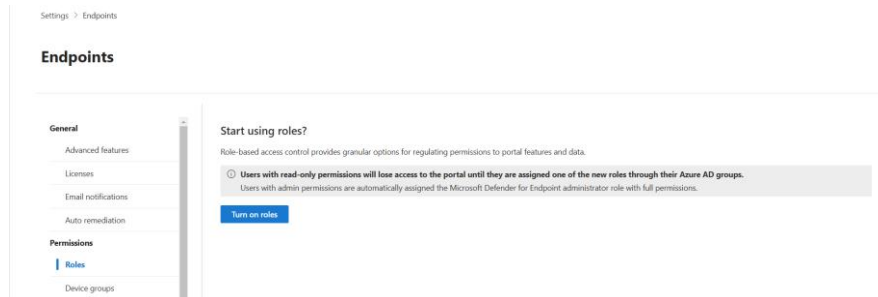 Settings > Endpoints
Endpoints
General
Advanced features
Licenses
Email notifications
Auto remediation
Permissions
Roles
Device groups
Start using roles?
Role-based access control provides granular options for regulating permissions to portal features and data.
Users with read-only permissions will lose access to the portal until they are assigned one of the new roles through their Azure AD groups.
Users with admin permissions are automatically assigned the Microsoft Defender for Endpoint administrator role with full permissions.
Turn on roles